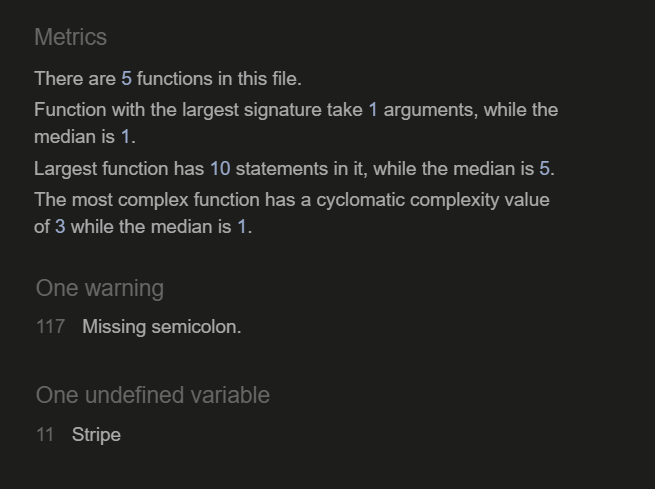 Metrics
There are 5 functions in this file.
Function with the largest signature take 1 arguments, while the
median is 1.
Largest function has 10 statements in it, while the median is 5.
The most complex function has a cyclomatic complexity value
of 3 while the median is 1.
One warning
117 Missing semicolon.
One undefined variable
11 Stripe